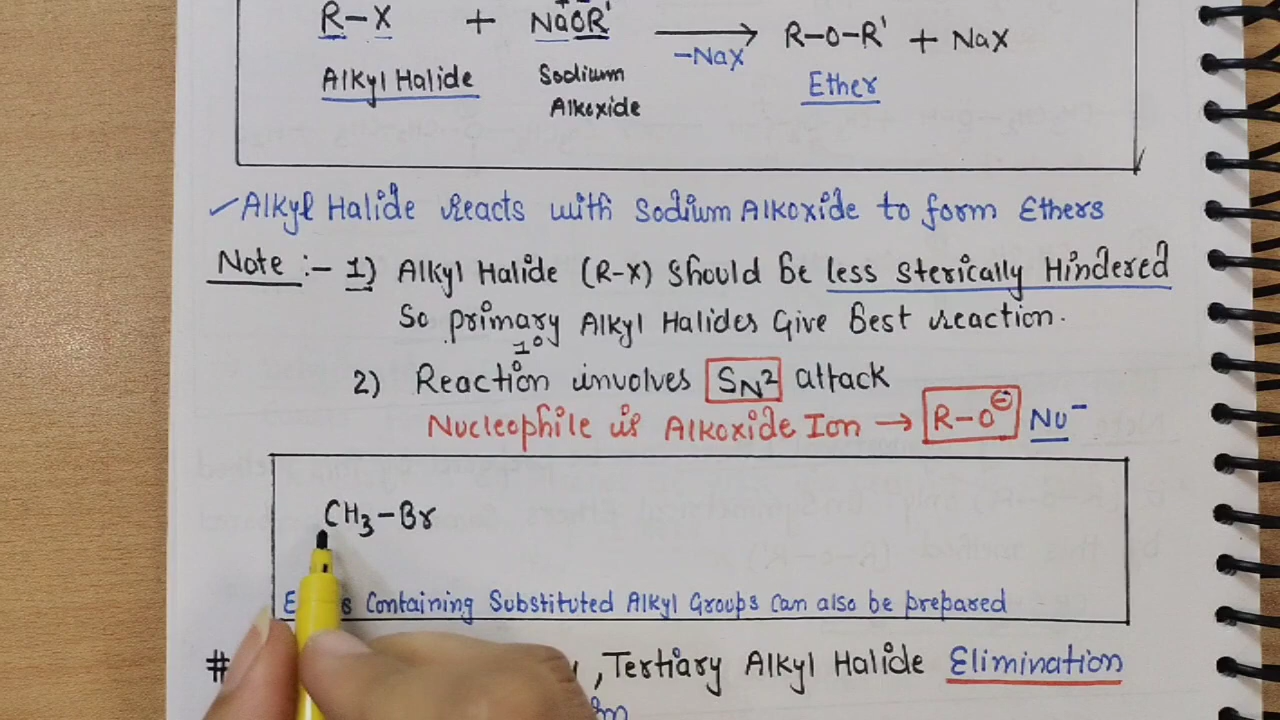 R-X + NaOR' → R-O-R' + NaX
-NaX
Alkyl Halide Sodium Alkoxide Ether
✓Alkyl Halide reacts with Sodium Alkoxide to form Ethers
Note :- 1) Alkyl Halide (R-X) should be less sterically Hindered
So primary Alkyl Halides Give best reaction.
1°
2) Reaction involves SN2 attack
Nucleophile is Alkoxide Ion → R-O⊖ Nu-
CH3-Br
Containing Substituted Alkyl Groups can also be prepared
# , Tertiary Alkyl Halide Elimination